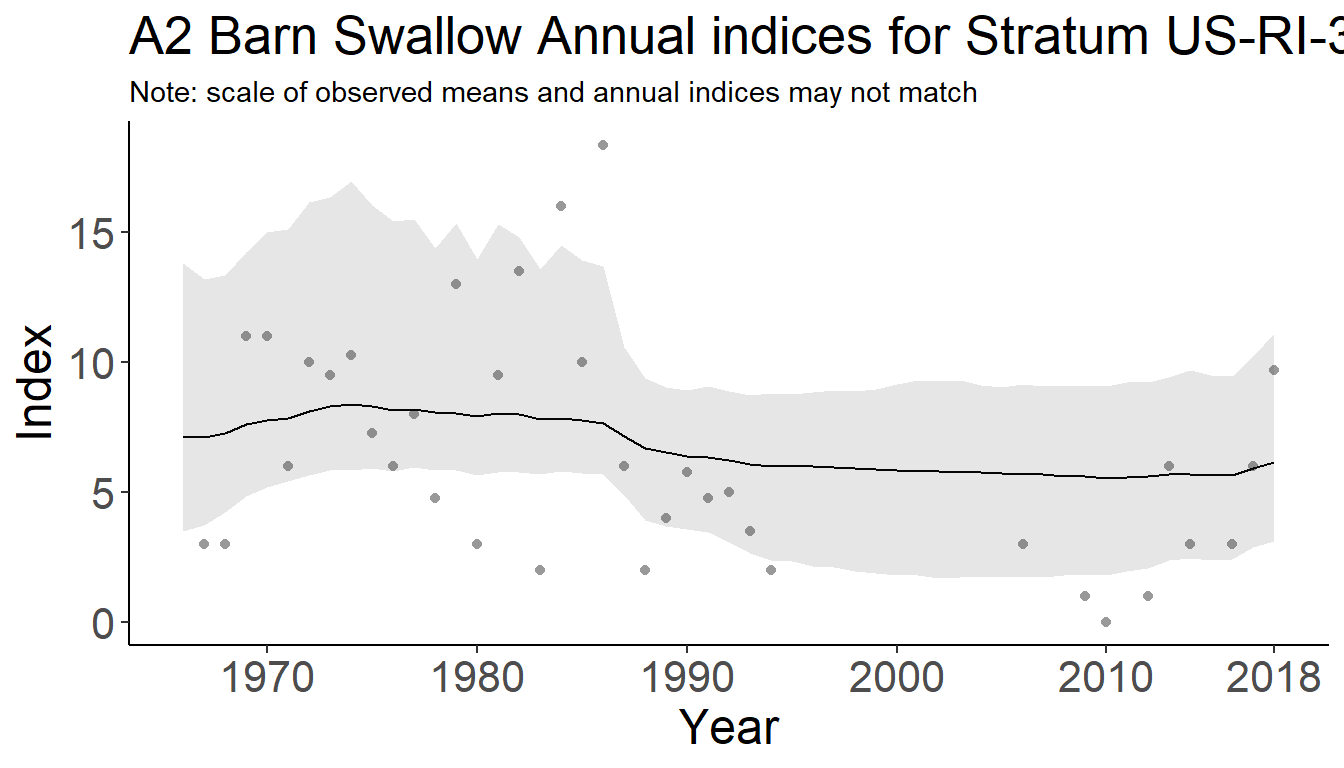 A2 Barn Swallow Annual indices for Stratum US-RI-3
Note: scale of observed means and annual indices may not match
Index
15
10
5
0
1970 1980 1990 2000 2010 2018
Year